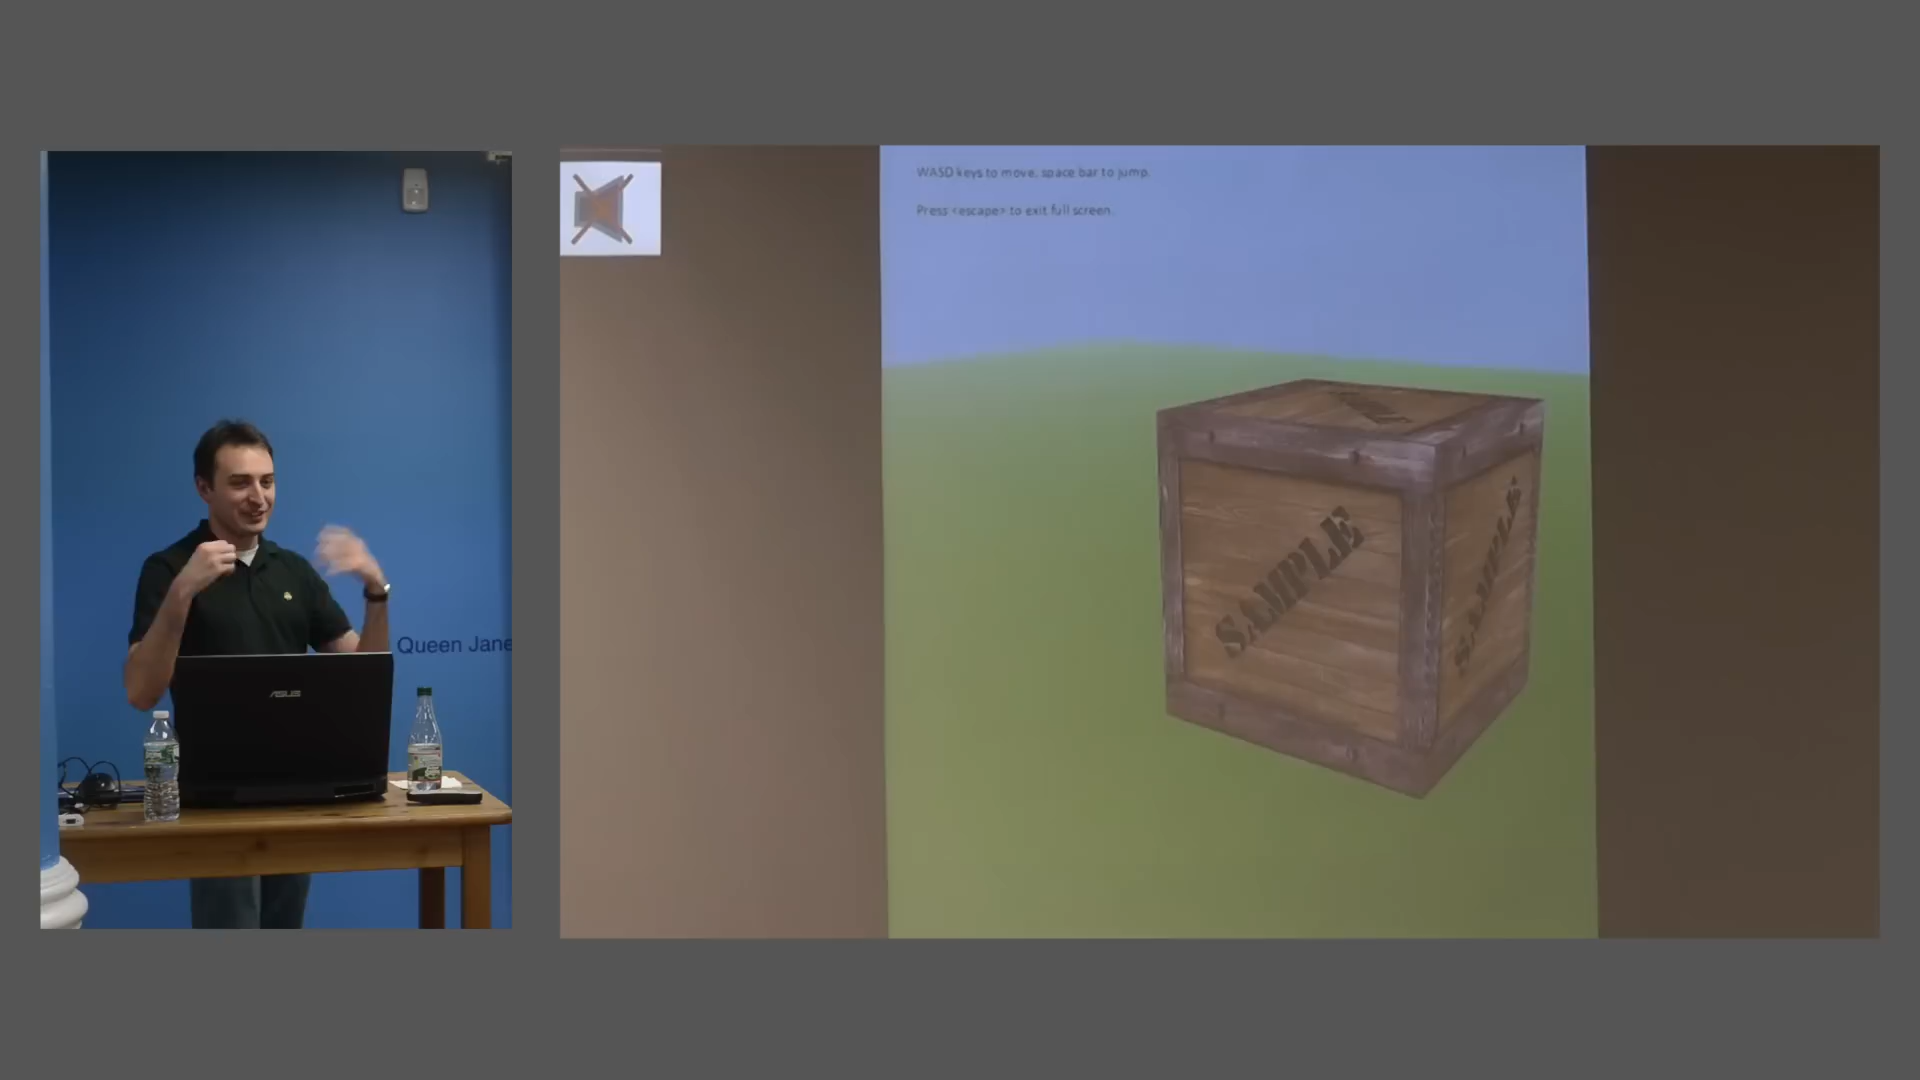 WASD keys to move, space bar to jump.
Press <escape> to exit full screen.
SAMPLE
SAMPLE
Queen Jane
ASUS